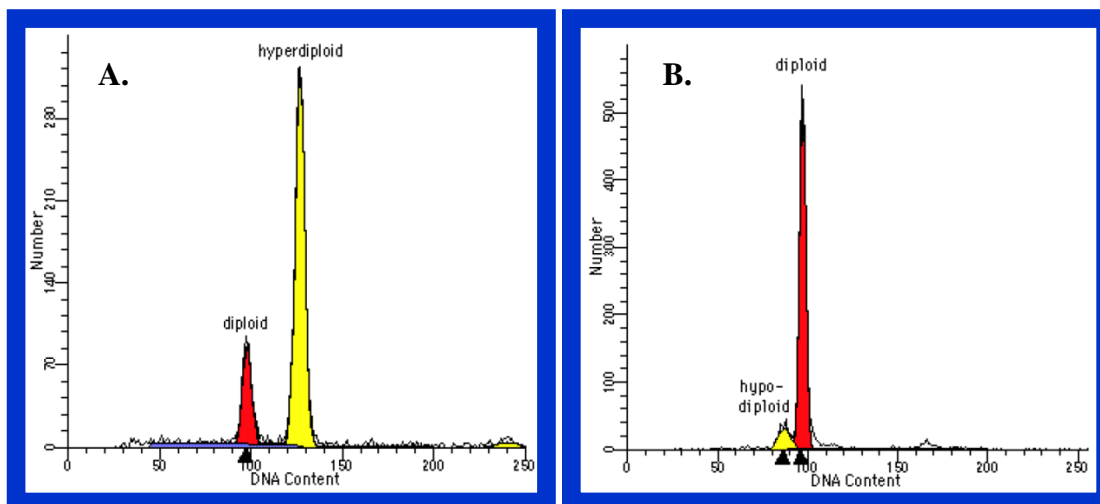 A.
hyperdiploid
diploid
Number
280
210
140
70
0
0 50 100 150 200 250
DNA Content
B.
diploid
hypo-
diploid
Number
500
400
300
200
100
0
0 50 100 150 200 250
DNA Content